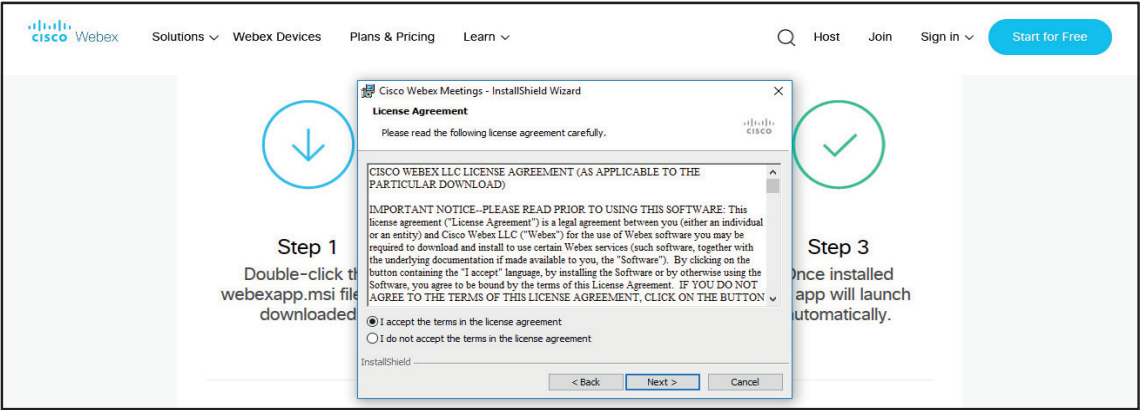 CISCO Webex Solutions Webex Devices Plans & Pricing Learn Host Join Sign in Start for Free
Cisco Webex Meetings - InstallShield Wizard
License Agreement
Please read the following license agreement carefully.
CISCO
CISCO WEBEX LLC LICENSE AGREEMENT (AS APPLICABLE TO THE
PARTICULAR DOWNLOAD)
IMPORTANT NOTICE--PLEASE READ PRIOR TO USING THIS SOFTWARE: This
license agreement ("License Agreement") is a legal agreement between you (either an individual
or an entity) and Cisco Webex LLC ("Webex") for the use of Webex software you may be
required to download and install to use certain Webex services (such software, together with
the underlying documentation if made available to you, the "Software"). By clicking on the
button containing the "I accept" language, by installing the Software or by otherwise using the
Software, you agree to be bound by the terms of this License Agreement. IF YOU DO NOT
AGREE TO THE TERMS OF THIS LICENSE AGREEMENT, CLICK ON THE BUTTON
I accept the terms in the license agreement
I do not accept the terms in the license agreement
InstallShield
< Back Next > Cancel
Step 1
Double-click
webexapp.msi
downloaded
Step 3
installed
app will launch
automatically.